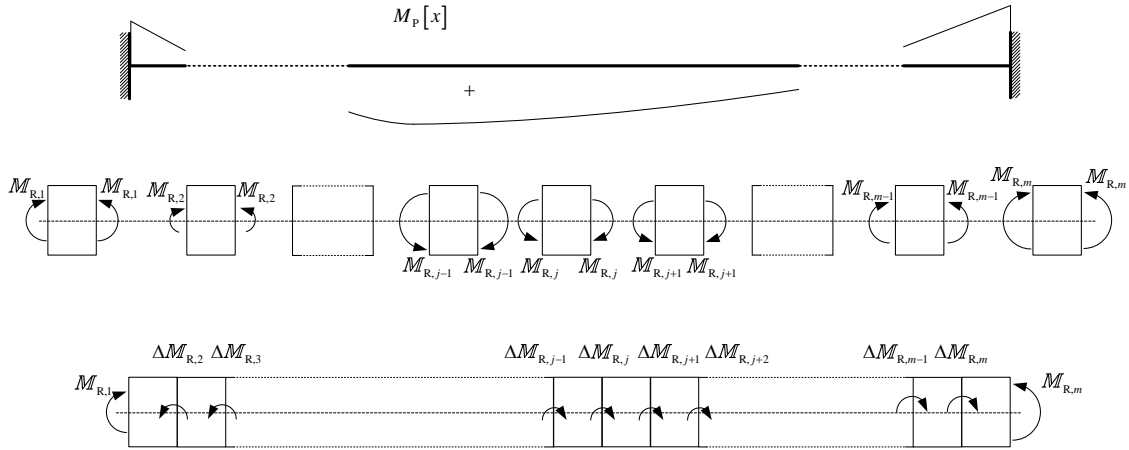 M_P[x]
+
𝕄_R,1 𝕄_R,1 𝕄_R,2 𝕄_R,2 𝕄_R,m−1 𝕄_R,m−1 𝕄_R,m 𝕄_R,m
𝕄_R,j−1 𝕄_R,j−1 𝕄_R,j 𝕄_R,j 𝕄_R,j+1 𝕄_R,j+1
Δ𝕄_R,2 Δ𝕄_R,3 Δ𝕄_R,j−1 Δ𝕄_R,j Δ𝕄_R,j+1 Δ𝕄_R,j+2 Δ𝕄_R,m−1 Δ𝕄_R,m
𝕄_R,1 𝕄_R,m